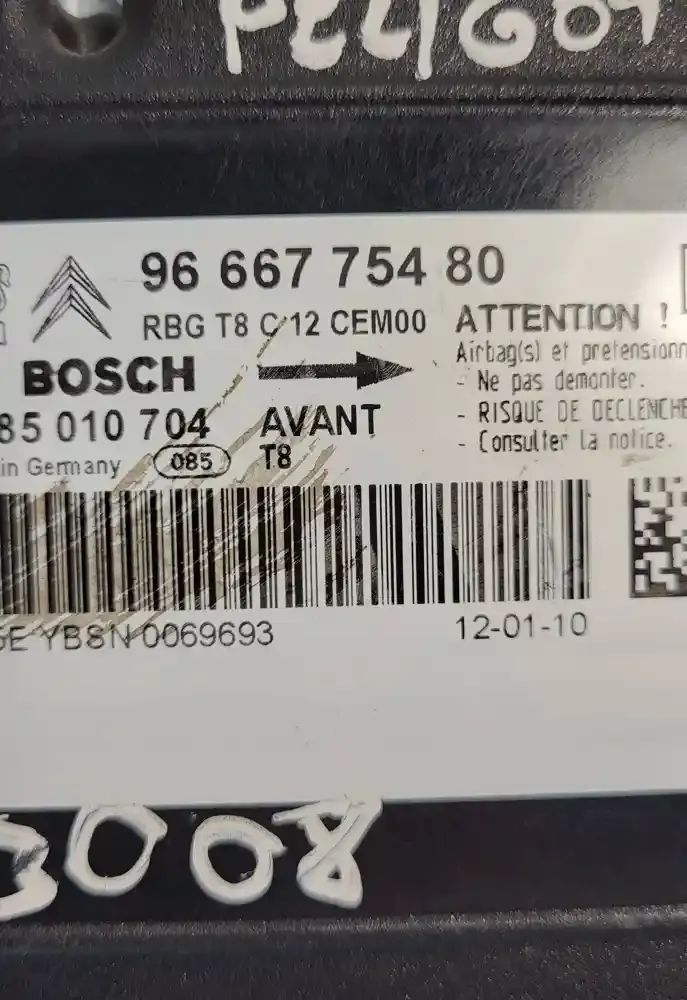 96 667 754 80
RBG T8 C 12 CEM00
BOSCH
85 010 704
AVANT
in Germany
085
T8
ATTENTION !
Airbag(s) et pretensionn
- Ne pas demonter.
- RISQUE DE DECLENCHE
- Consulter la notice.
5E YBSN 0069693
12-01-10
3008